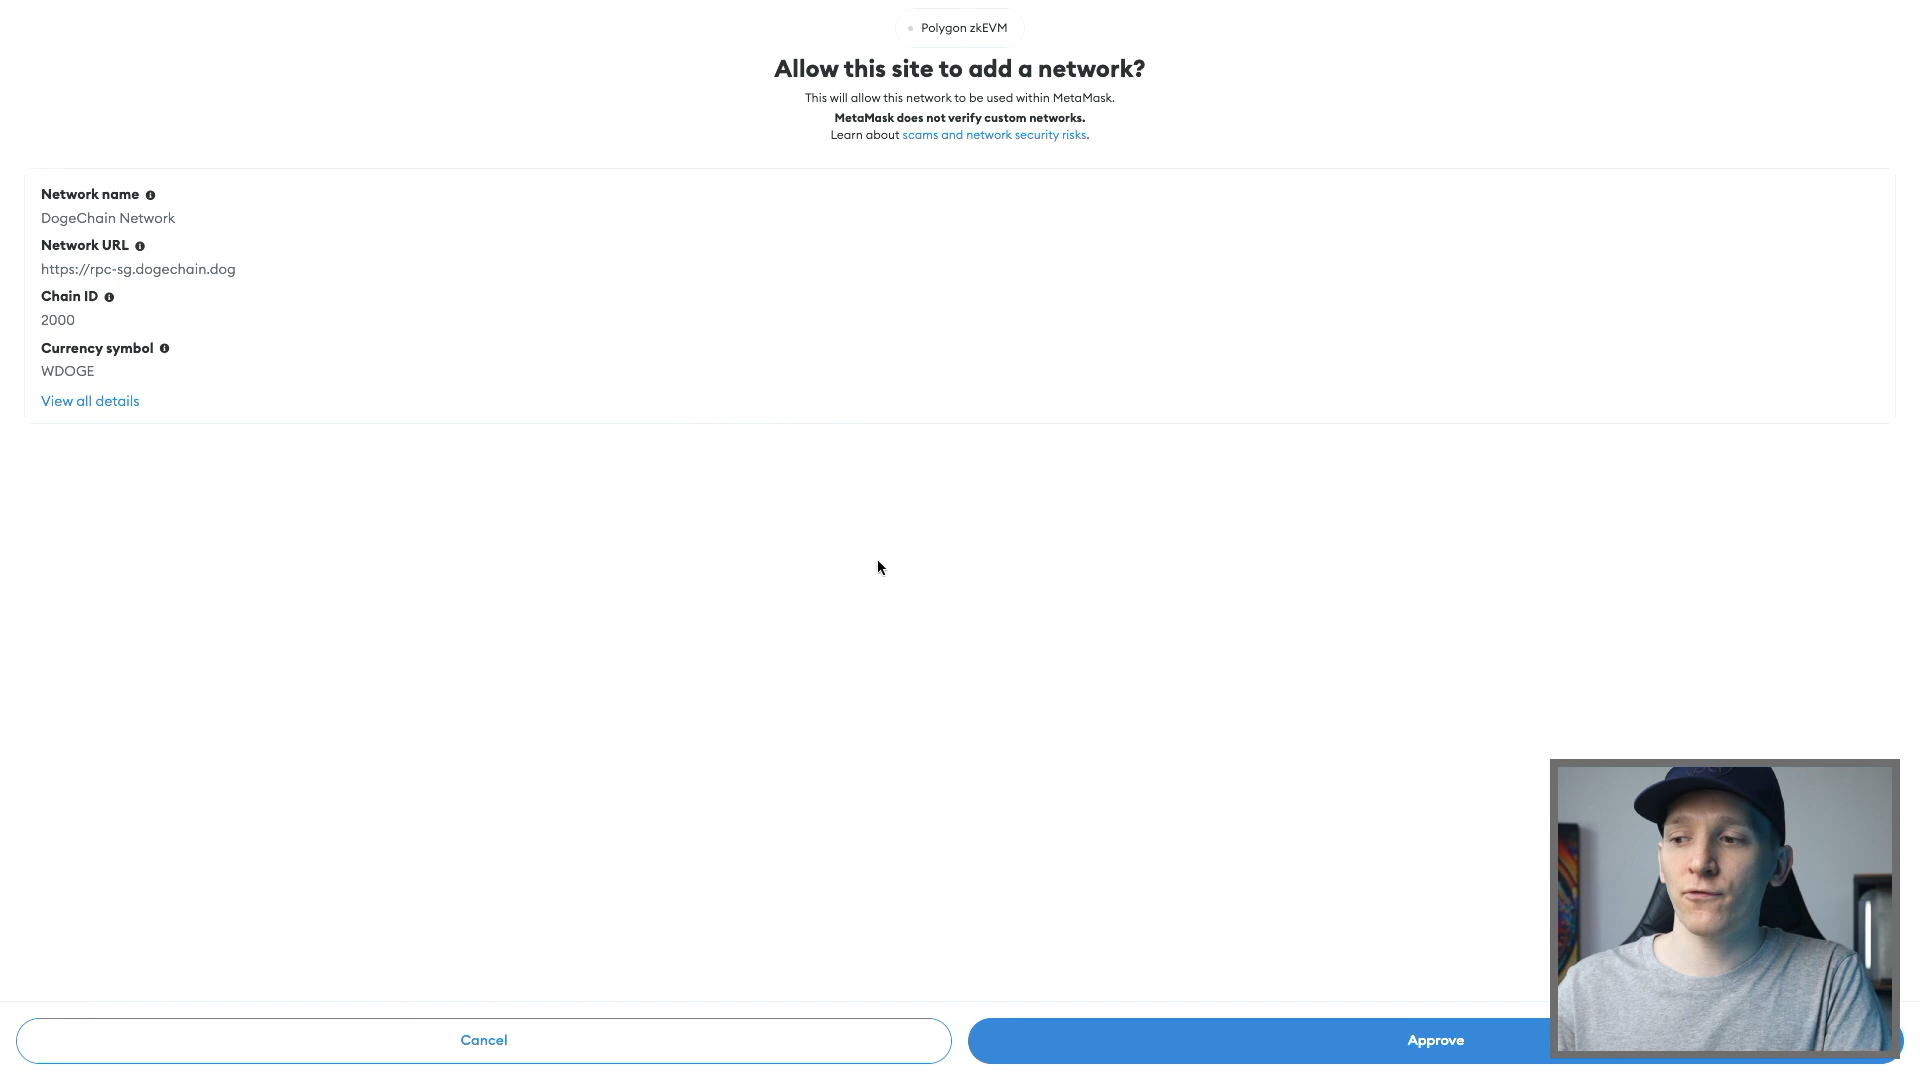 Polygon zkEVM
Allow this site to add a network?
This will allow this network to be used within MetaMask.
MetaMask does not verify custom networks.
Learn about scams and network security risks.
Network name
DogeChain Network
Network URL
https://rpc-sg.dogechain.dog
Chain ID
2000
Currency symbol
WDOGE
View all details
Cancel
Approve